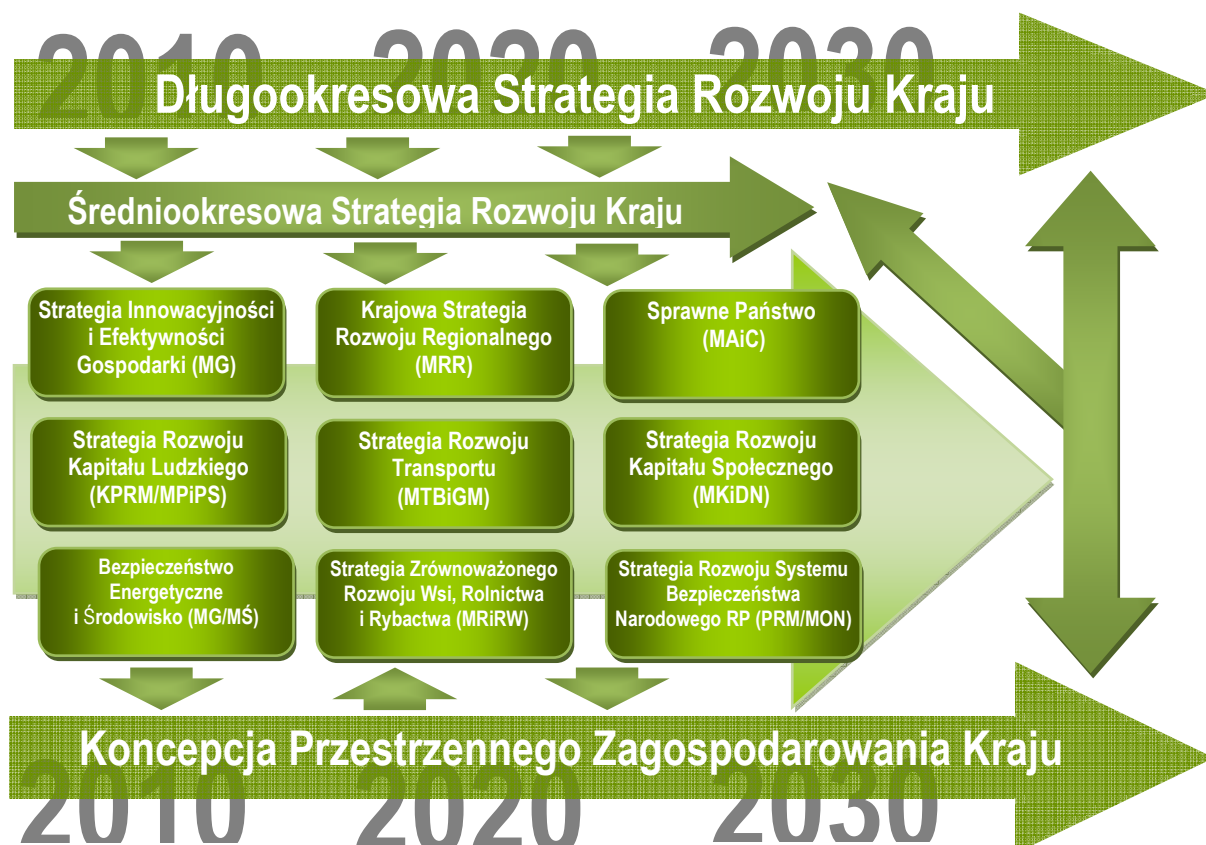 2010 2020 2030
Długookresowa Strategia Rozwoju Kraju
Średniookresowa Strategia Rozwoju Kraju
Strategia Innowacyjności
i Efektywności
Gospodarki (MG)
Krajowa Strategia
Rozwoju Regionalnego
(MRR)
Sprawne Państwo
(MAiC)
Strategia Rozwoju
Kapitału Ludzkiego
(KPRM/MPiPS)
Strategia Rozwoju
Transportu
(MTBiGM)
Strategia Rozwoju
Kapitału Społecznego
(MKiDN)
Bezpieczeństwo
Energetyczne
i Środowisko (MG/MŚ)
Strategia Zrównoważonego
Rozwoju Wsi, Rolnictwa
i Rybactwa (MRiRW)
Strategia Rozwoju Systemu
Bezpieczeństwa
Narodowego RP (PRM/MON)
Koncepcja Przestrzennego Zagospodarowania Kraju
2010 2020 2030